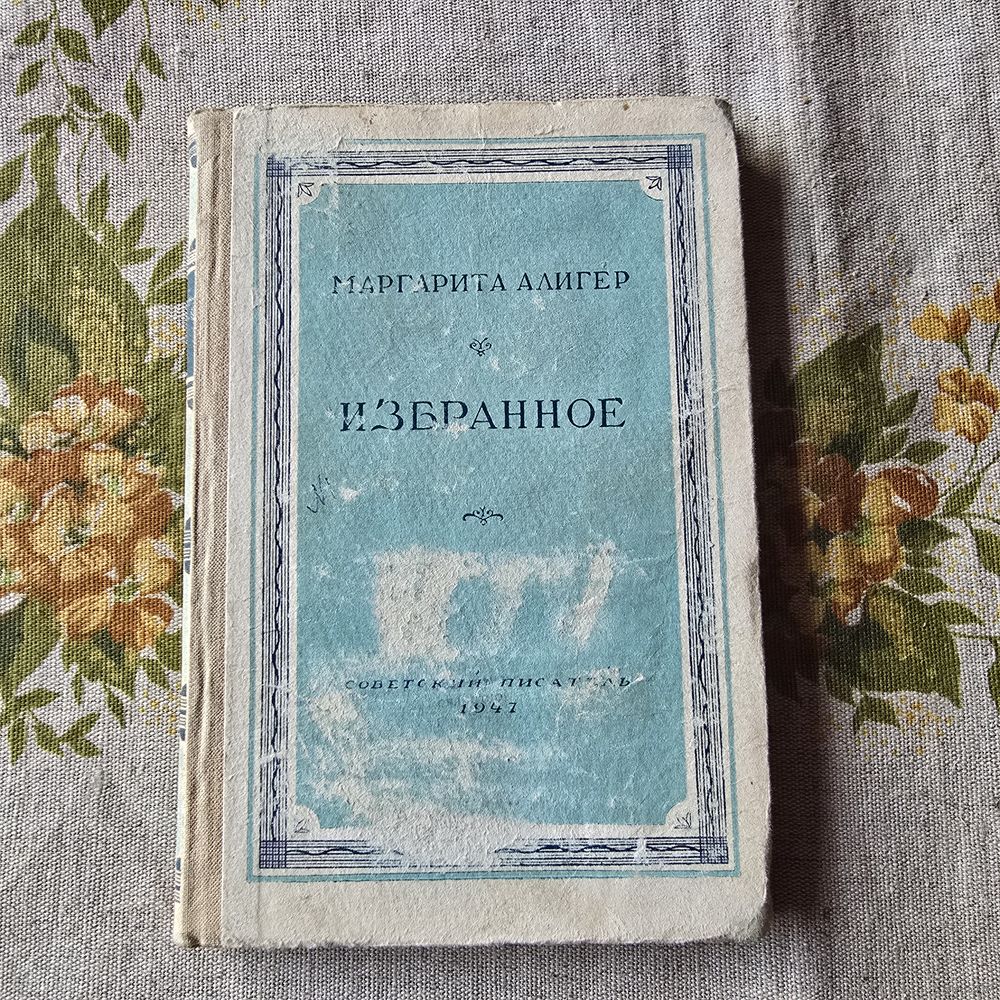 МАРГАРИТА АЛИГЕР
ИЗБРАННОЕ
СОВЕТСКИЙ ПИСАТЕЛЬ
1947